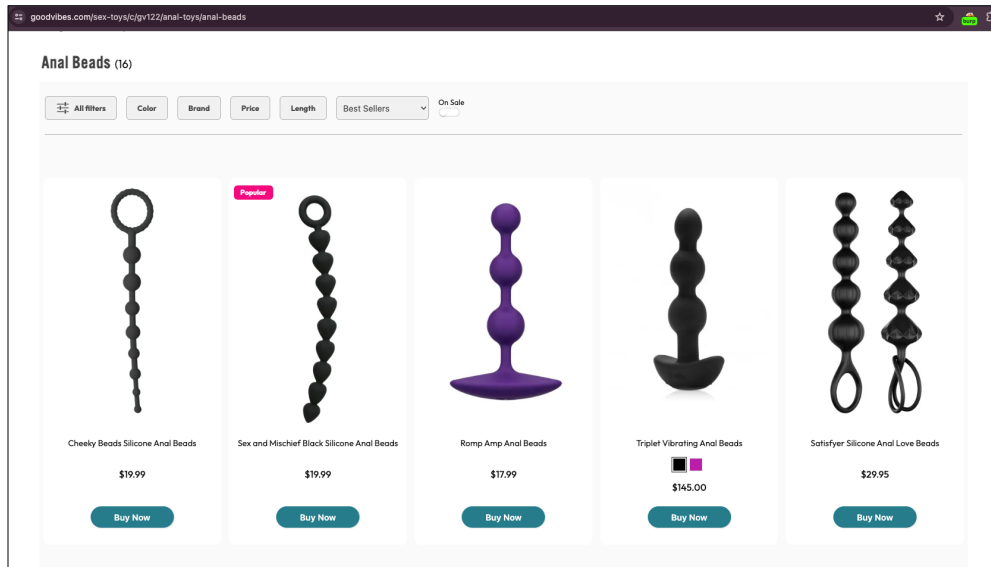 goodvibes.com/sex-toys/c/gv122/anal-toys/anal-beads
burp
Anal Beads (16)
All filters
Color
Brand
Price
Length
Best Sellers
On Sale
Popular
Cheeky Beads Silicone Anal Beads
$19.99
Buy Now
Sex and Mischief Black Silicone Anal Beads
$19.99
Buy Now
Romp Amp Anal Beads
$17.99
Buy Now
Triplet Vibrating Anal Beads
$145.00
Buy Now
Satisfyer Silicone Anal Love Beads
$29.95
Buy Now